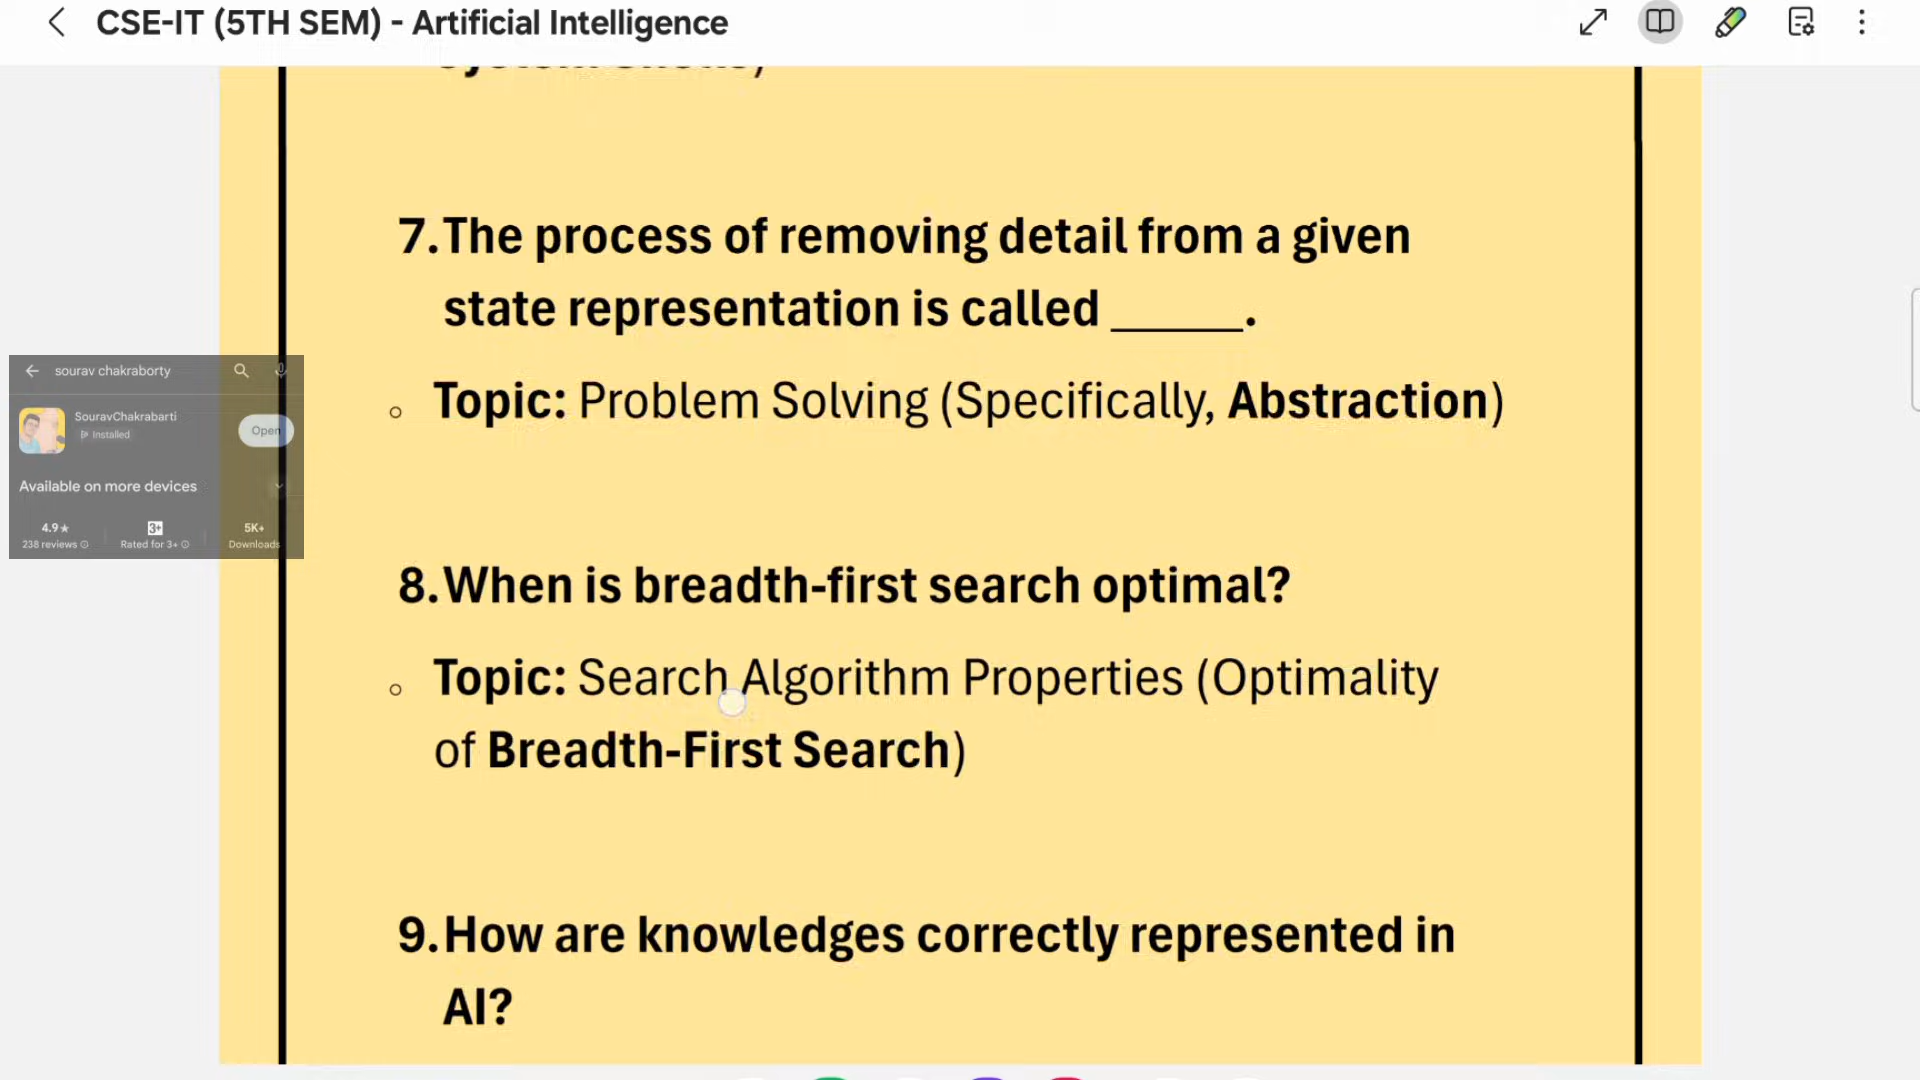 CSE-IT (5TH SEM) - Artificial Intelligence
7.The process of removing detail from a given
state representation is called ______.
Topic: Problem Solving (Specifically, Abstraction)
sourav chakraborty
SouravChakrabarti
Installed
Open
Available on more devices
4.9★ 3+ 5K+
238 reviews Rated for 3+ Downloads
8.When is breadth-first search optimal?
Topic: Search Algorithm Properties (Optimality
of Breadth-First Search)
9.How are knowledges correctly represented in
AI?